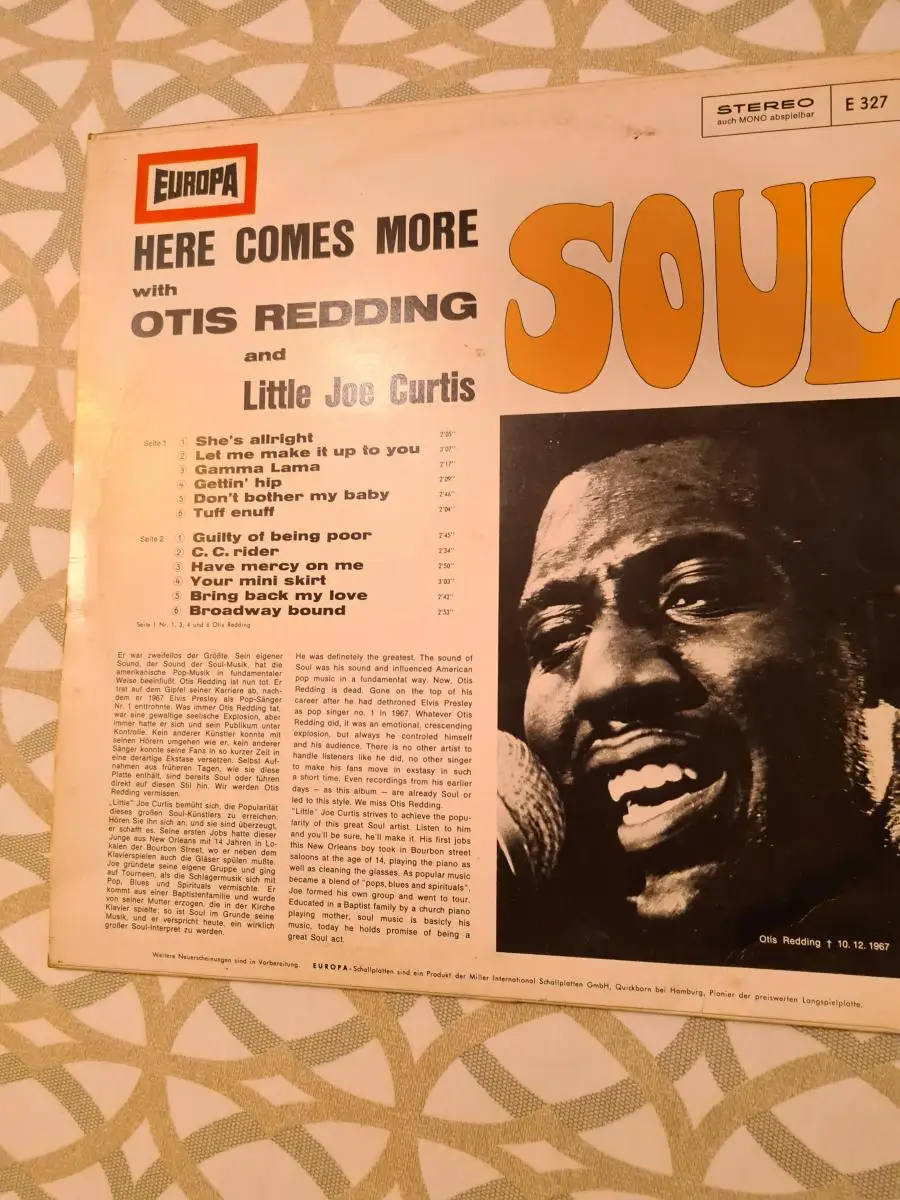 STEREO
auch MONO abspielbar
E 327
EUROPA
HERE COMES MORE
with
OTIS REDDING
and
Little Joe Curtis
SOUL
Seite 1 ① She's allright 2'05"
② Let me make it up to you 3'07"
③ Gamma Lama 2'17"
④ Gettin' hip 2'09"
⑤ Don't bother my baby 2'46"
⑥ Tuff enuff 2'04"
Seite 2 ① Guilty of being poor 2'45"
② C. C. rider 2'34"
③ Have mercy on me 2'50"
④ Your mini skirt 3'03"
⑤ Bring back my love 2'42"
⑥ Broadway bound 2'53"
Seite 1 Nr. 1, 3, 4 und 6 Otis Redding
Er war zweifellos der Größte. Sein eigener
Sound, der Sound der Soul-Musik, hat die
amerikanische Pop-Musik in fundamentaler
Weise beeinflußt. Otis Redding ist nun tot. Er
trat auf dem Gipfel seiner Karriere ab, nach-
dem er 1967 Elvis Presley als Pop-Sänger
Nr. 1 enttrohnte. Was immer Otis Redding tat,
war eine gewaltige seelische Explosion, aber
immer hatte er sich und sein Publikum unter
Kontrolle. Kein anderer Künstler konnte mit
seinen Hörern umgehen wie er, kein anderer
Sänger konnte seine Fans in so kurzer Zeit in
eine derartige Ekstase versetzen. Selbst Auf-
nahmen aus früheren Tagen, wie sie diese
Platte enthält, sind bereits Soul oder führen
direkt auf diesen Stil hin. Wir werden Otis
Redding vermissen.
„Little" Joe Curtis bemüht sich, die Popularität
dieses großen Soul-Künstlers zu erreichen.
Hören Sie ihn sich an, und sie sind überzeugt,
er schafft es. Seine ersten Jobs hatte dieser
Junge aus New Orleans mit 14 Jahren in Lo-
kalen der Bourbon Street, wo er neben dem
Klavierspielen auch die Gläser spülen mußte.
Joe gründete seine eigene Gruppe und ging
auf Tourneen, als die Schlagermusik sich mit
Pop, Blues und Spirituals vermischte. Er
kommt aus einer Baptistenfamilie und wurde
von seiner Mutter erzogen, die in der Kirche
Klavier spielte; so ist Soul im Grunde seine
Musik, und er verspricht heute, ein wirklich
großer Soul-Interpret zu werden.
He was definetely the greatest. The sound of
Soul was his sound and influenced American
pop music in a fundamental way. Now, Otis
Redding is dead. Gone on the top of his
career after he had dethroned Elvis Presley
as pop singer no. 1 in 1967. Whatever Otis
Redding did, it was an emotional, crescending
explosion, but always he controled himself
and his audience. There is no other artist to
handle listeners like he did, no other singer
to make his fans move in extasy in such
a short time. Even recordings from his earlier
days – as this album – are already Soul or
led to this style. We miss Otis Redding.
"Little" Joe Curtis strives to achieve the popu-
larity of this great Soul artist. Listen to him
and you'll be sure, he'll make it. His first jobs
this New Orleans boy took in Bourbon street
saloons at the age of 14, playing the piano as
well as cleaning the glasses. As popular music
became a blend of "pops, blues and spirituals",
Joe formed his own group and went to tour.
Educated in a Baptist family by a church piano
playing mother, soul music is basicly his
music, today he holds promise of being a
great Soul act.
Otis Redding † 10. 12. 1967
Weitere Neuerscheinungen sind in Vorbereitung. EUROPA-Schallplatten sind ein Produkt der Miller International Schallplatten GmbH, Quickborn bei Hamburg, Pionier der preiswerten Langspielplatte.